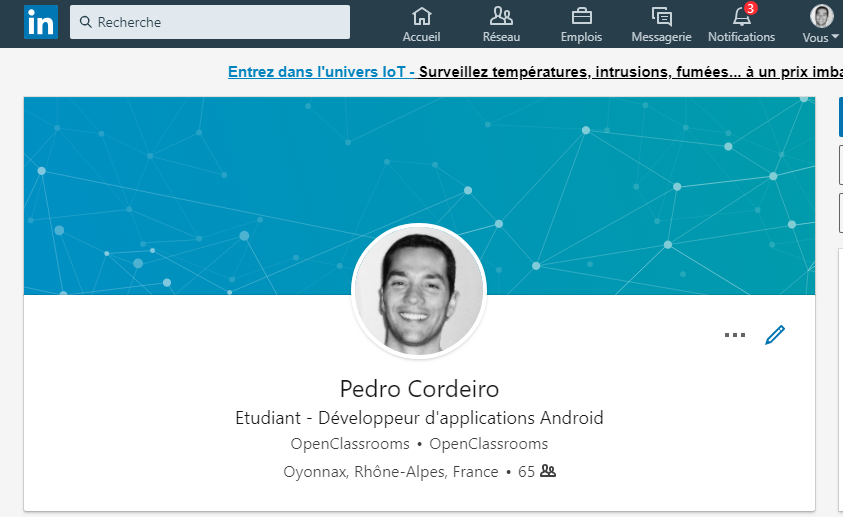 in
Recherche
Accueil
Réseau
Emplois
Messagerie
3
Notifications
Vous
Entrez dans l'univers IoT - Surveillez températures, intrusions, fumées... à un prix imba
Pedro Cordeiro
Etudiant - Développeur d'applications Android
OpenClassrooms • OpenClassrooms
Oyonnax, Rhône-Alpes, France • 65